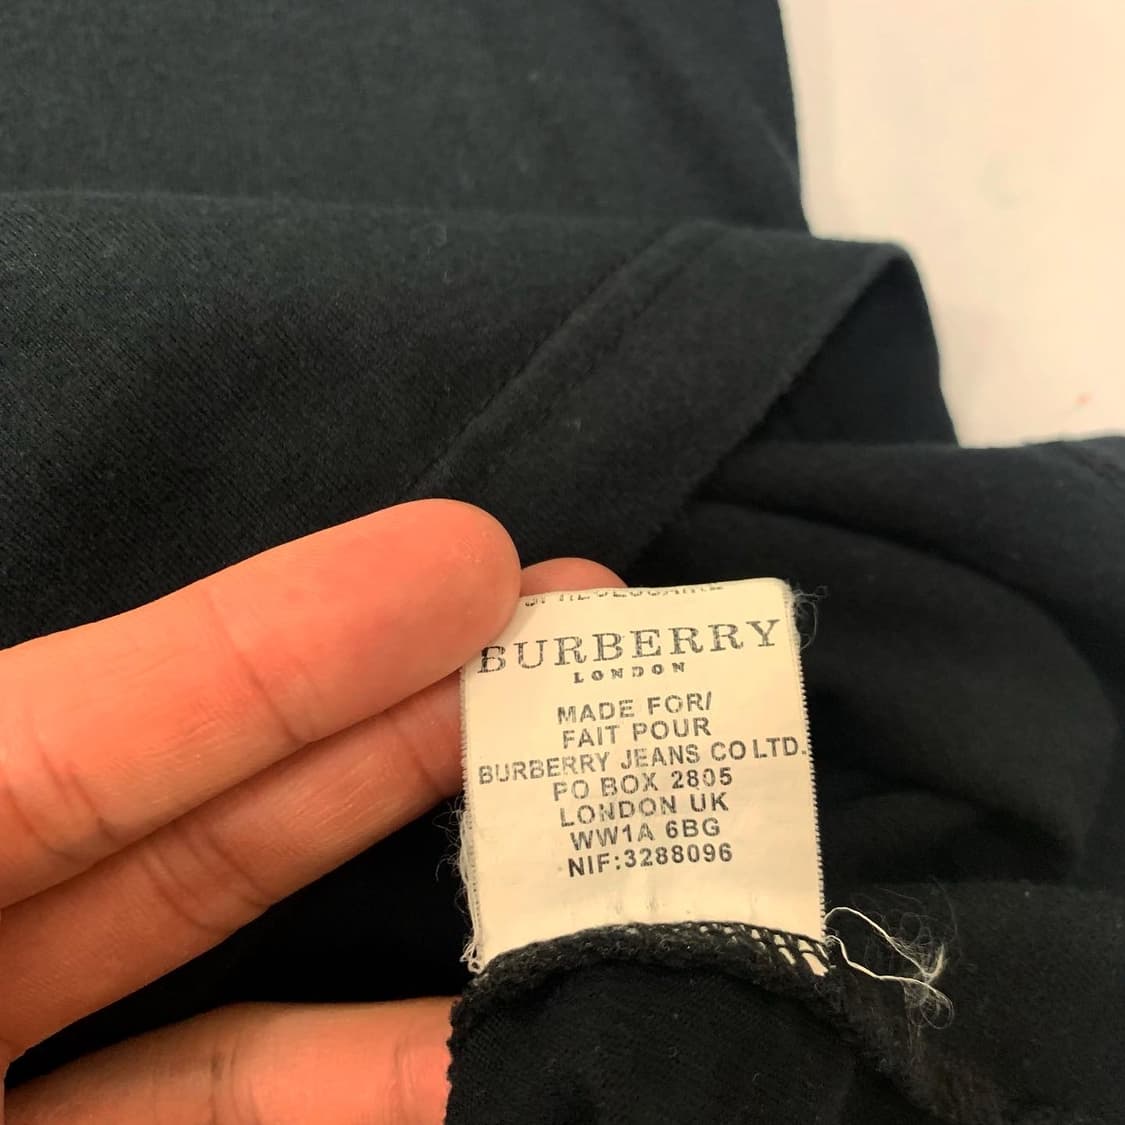 BURBERRY
LONDON
MADE FOR/
FAIT POUR
BURBERRY JEANS CO LTD.
PO BOX 2805
LONDON UK
WW1A 6BG
NIF:3288096